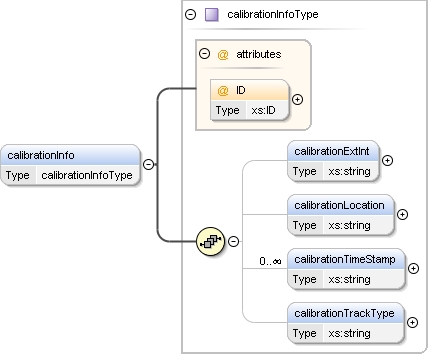 calibrationInfoType
@ attributes
@ ID
Type xs:ID
calibrationInfo
Type calibrationInfoType
calibrationExtInt
Type xs:string
calibrationLocation
Type xs:string
0..∞
calibrationTimeStamp
Type xs:string
calibrationTrackType
Type xs:string